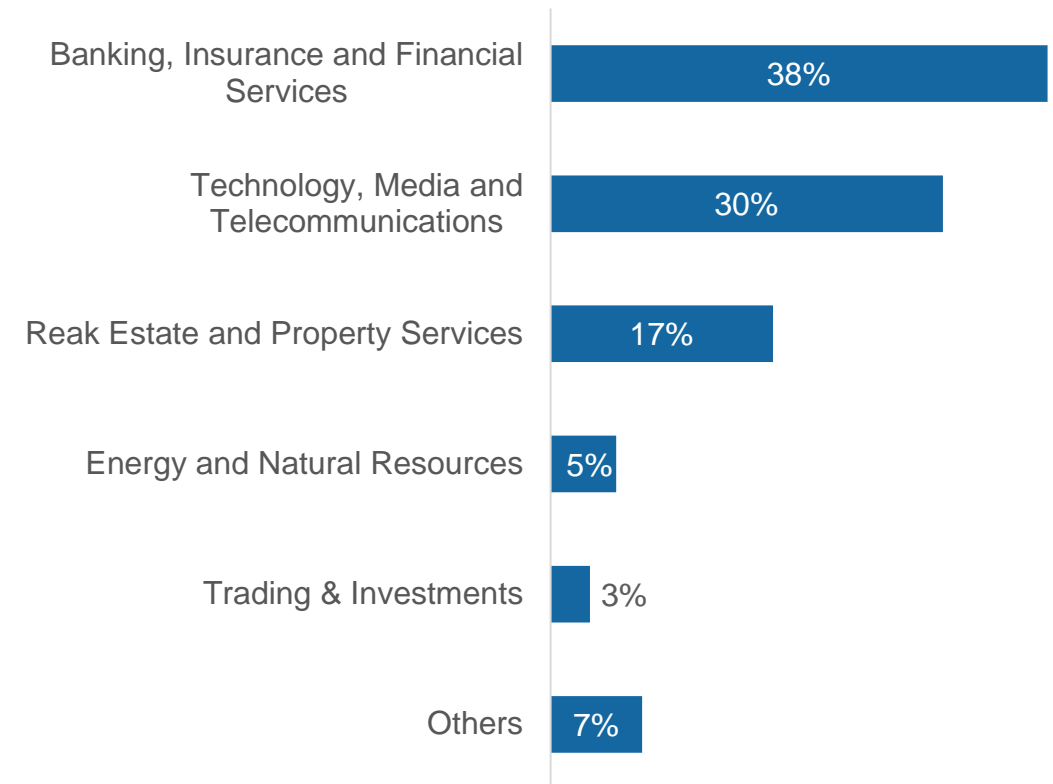 Banking, Insurance and Financial
Services
38%
Technology, Media and
Telecommunications
30%
Reak Estate and Property Services
17%
Energy and Natural Resources
5%
Trading & Investments
3%
Others
7%